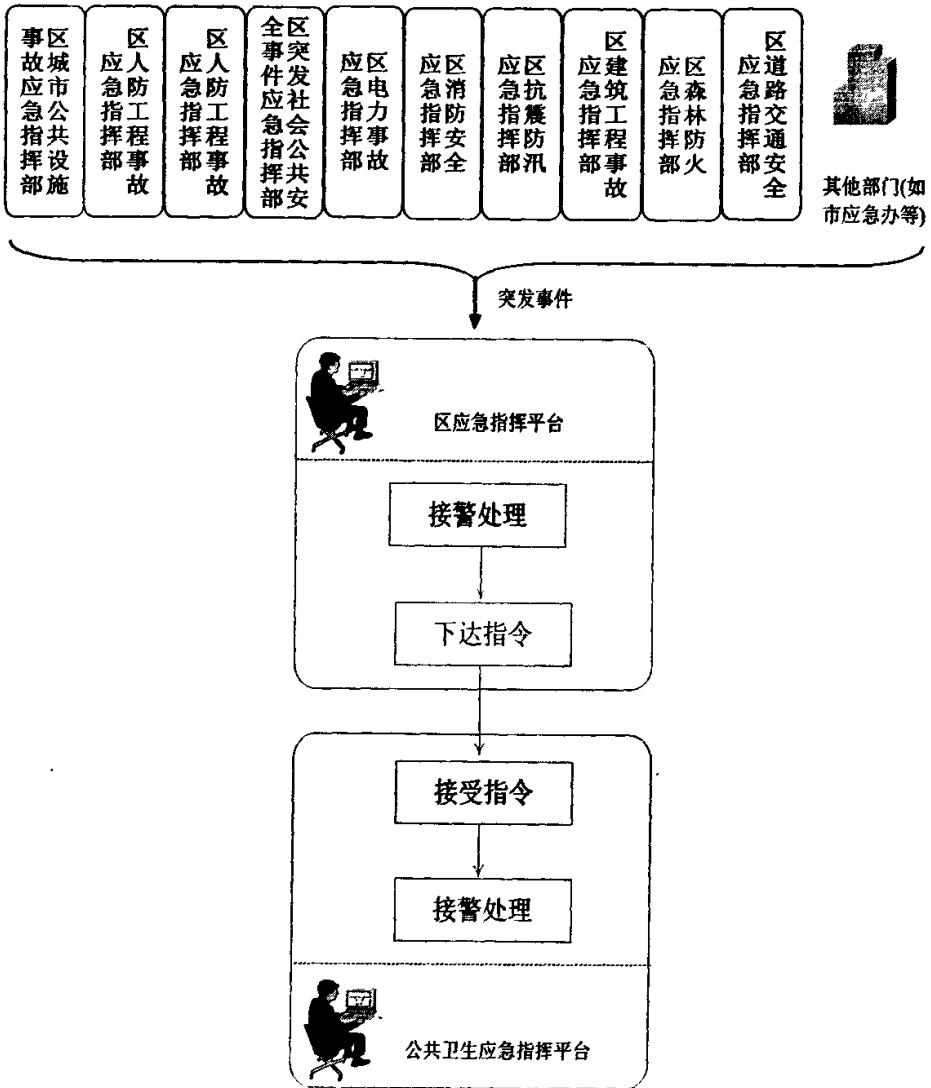 区城市公共设施
事故应急指挥部
区人防工程事故
应急指挥部
区人防工程事故
应急指挥部
区突发社会公共安
全事件应急指挥部
区电力事故
应急指挥部
区消防安全
应急指挥部
区抗震防汛
应急指挥部
区建筑工程事故
应急指挥部
区森林防火
应急指挥部
区道路交通安全
应急指挥部
其他部门(如
市应急办等)
突发事件
区应急指挥平台
接警处理
下达指令
接受指令
接警处理
公共卫生应急指挥平台